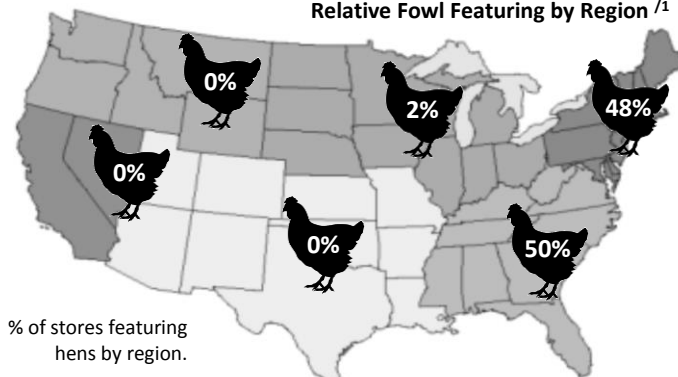 Relative Fowl Featuring by Region /1
0%
2%
48%
0%
0%
50%
% of stores featuring
hens by region.